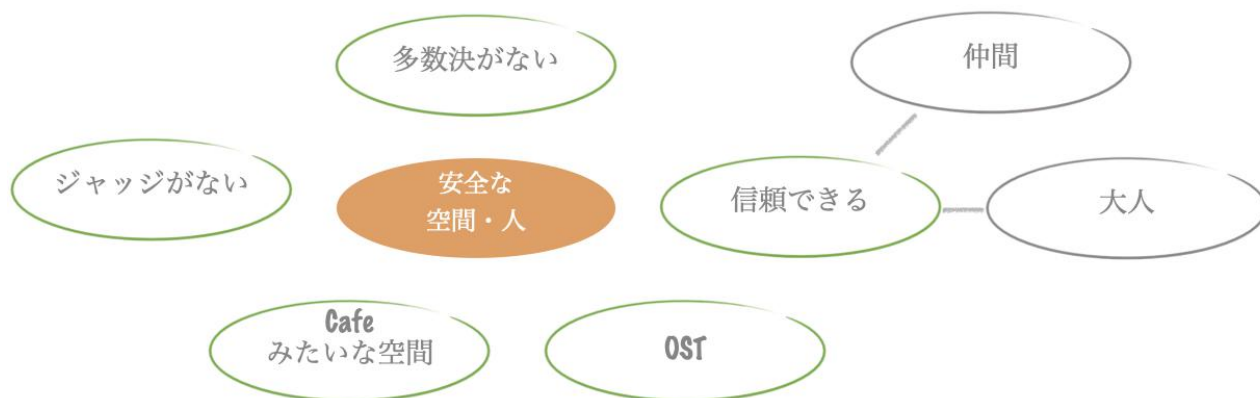 多数決がない
仲間
ジャッジがない
安全な
空間・人
信頼できる
大人
Cafe
みたいな空間
OST